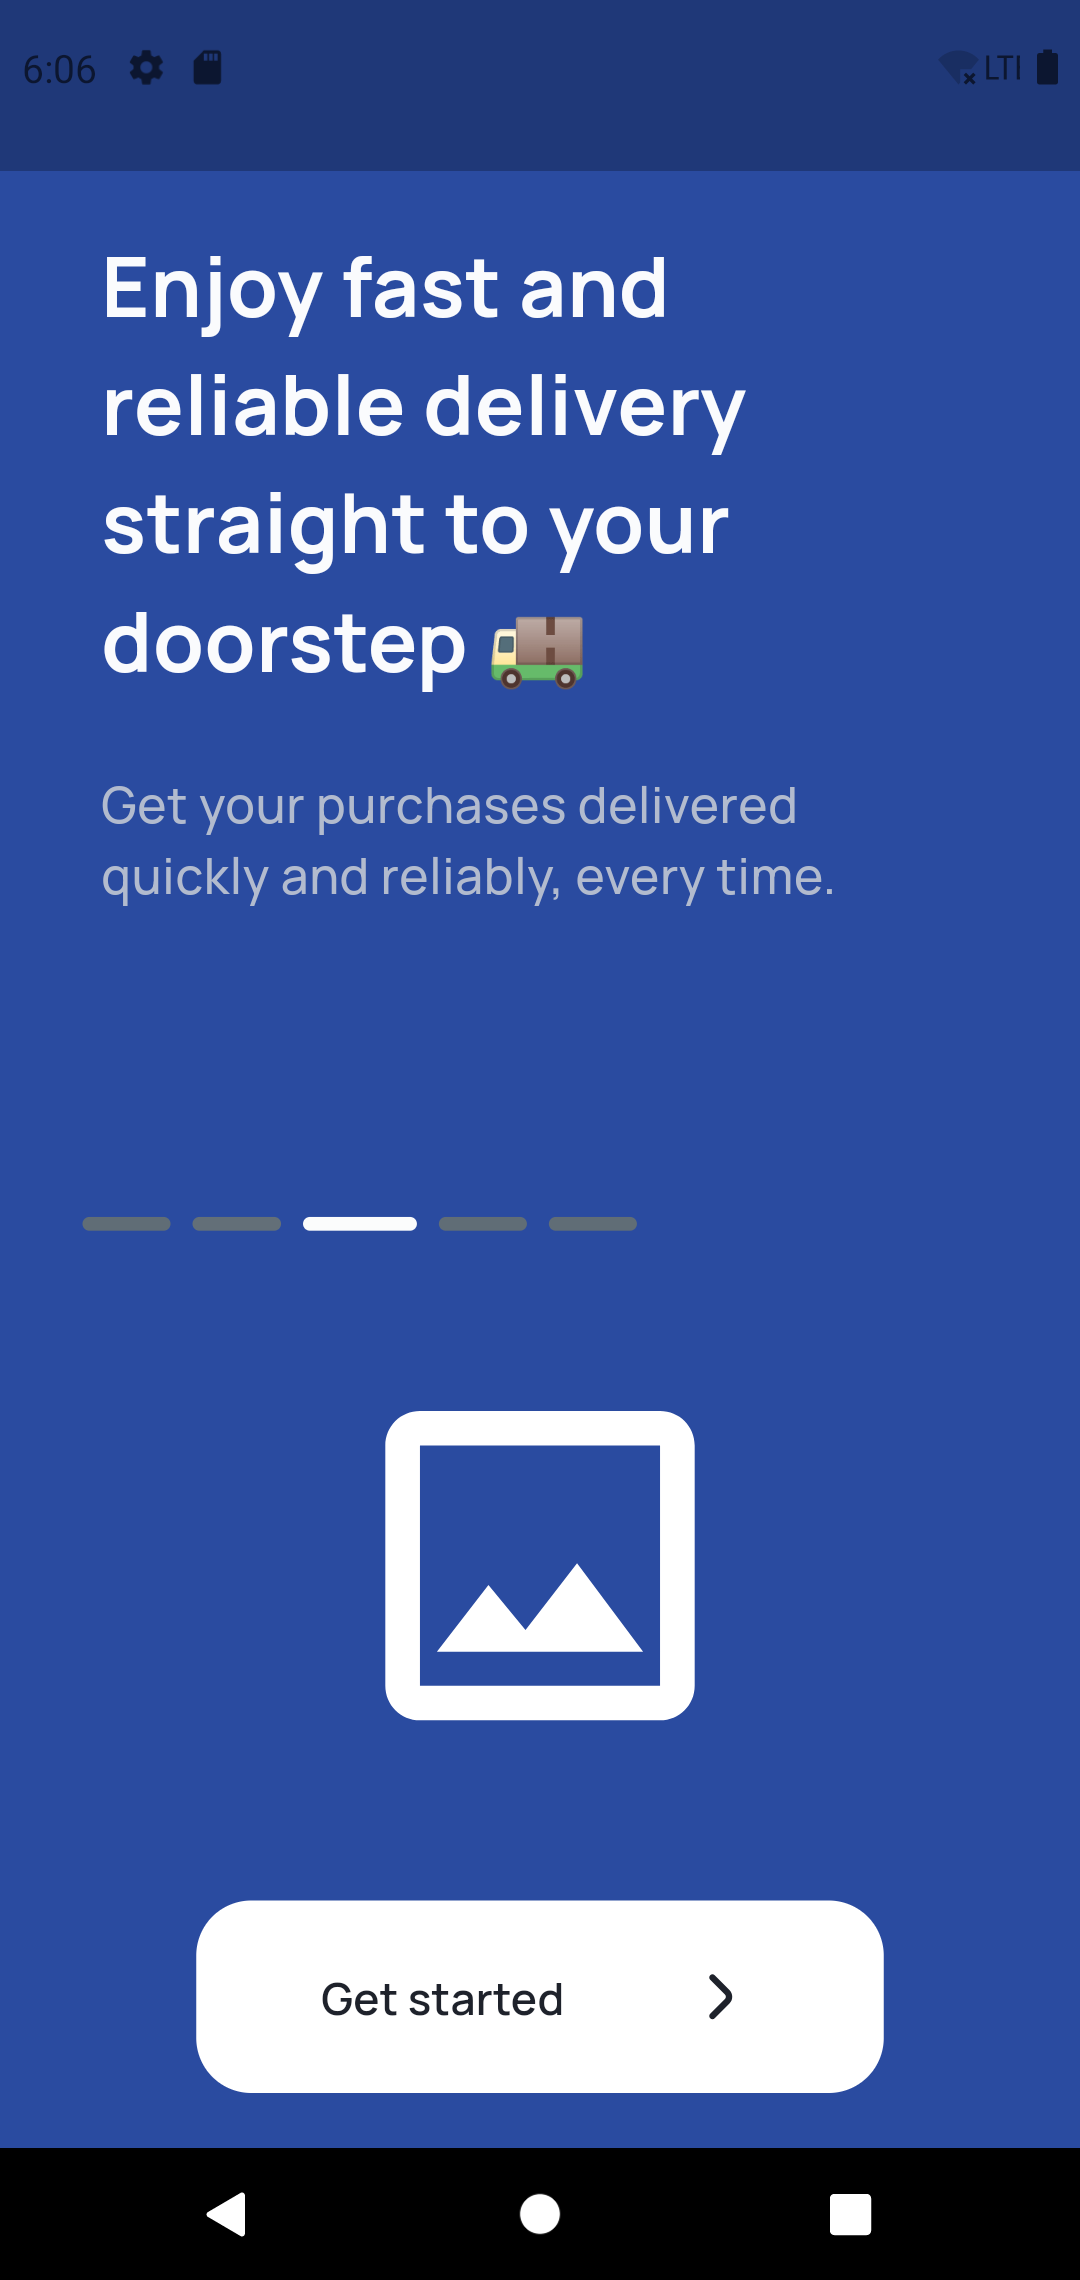 6:06
LTI
Enjoy fast and
reliable delivery
straight to your
doorstep 🚚
Get your purchases delivered
quickly and reliably, every time.
Get started